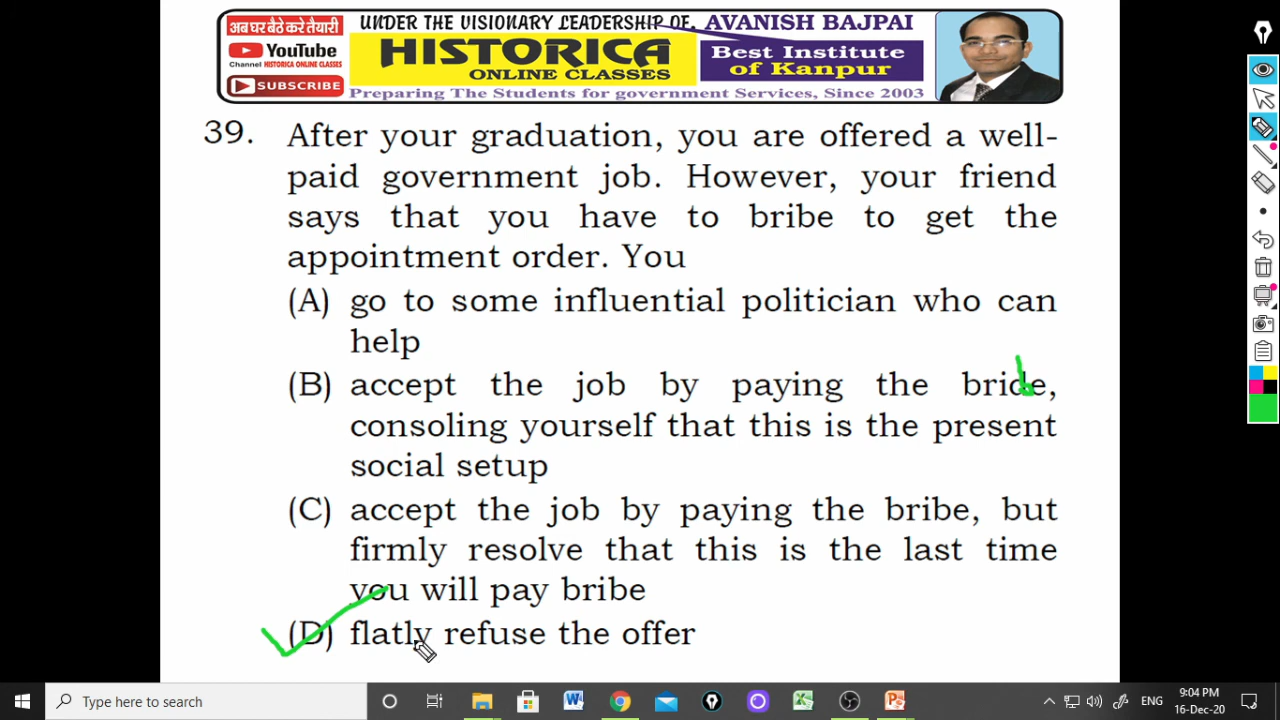 अब घर बैठे करे तैयारी
UNDER THE VISIONARY LEADERSHIP OF. AVANISH BAJPAI
YouTube
Channel HISTORICA ONLINE CLASSES
SUBSCRIBE
HISTORICA
ONLINE CLASSES
Best Institute
of Kanpur
Preparing The Students for government Services, Since 2003
39. After your graduation, you are offered a well-
paid government job. However, your friend
says that you have to bribe to get the
appointment order. You
(A) go to some influential politician who can
help
(B) accept the job by paying the bride,
consoling yourself that this is the present
social setup
(C) accept the job by paying the bribe, but
firmly resolve that this is the last time
you will pay bribe
(D) flatly refuse the offer
Type here to search
ENG
9:04 PM
16-Dec-20